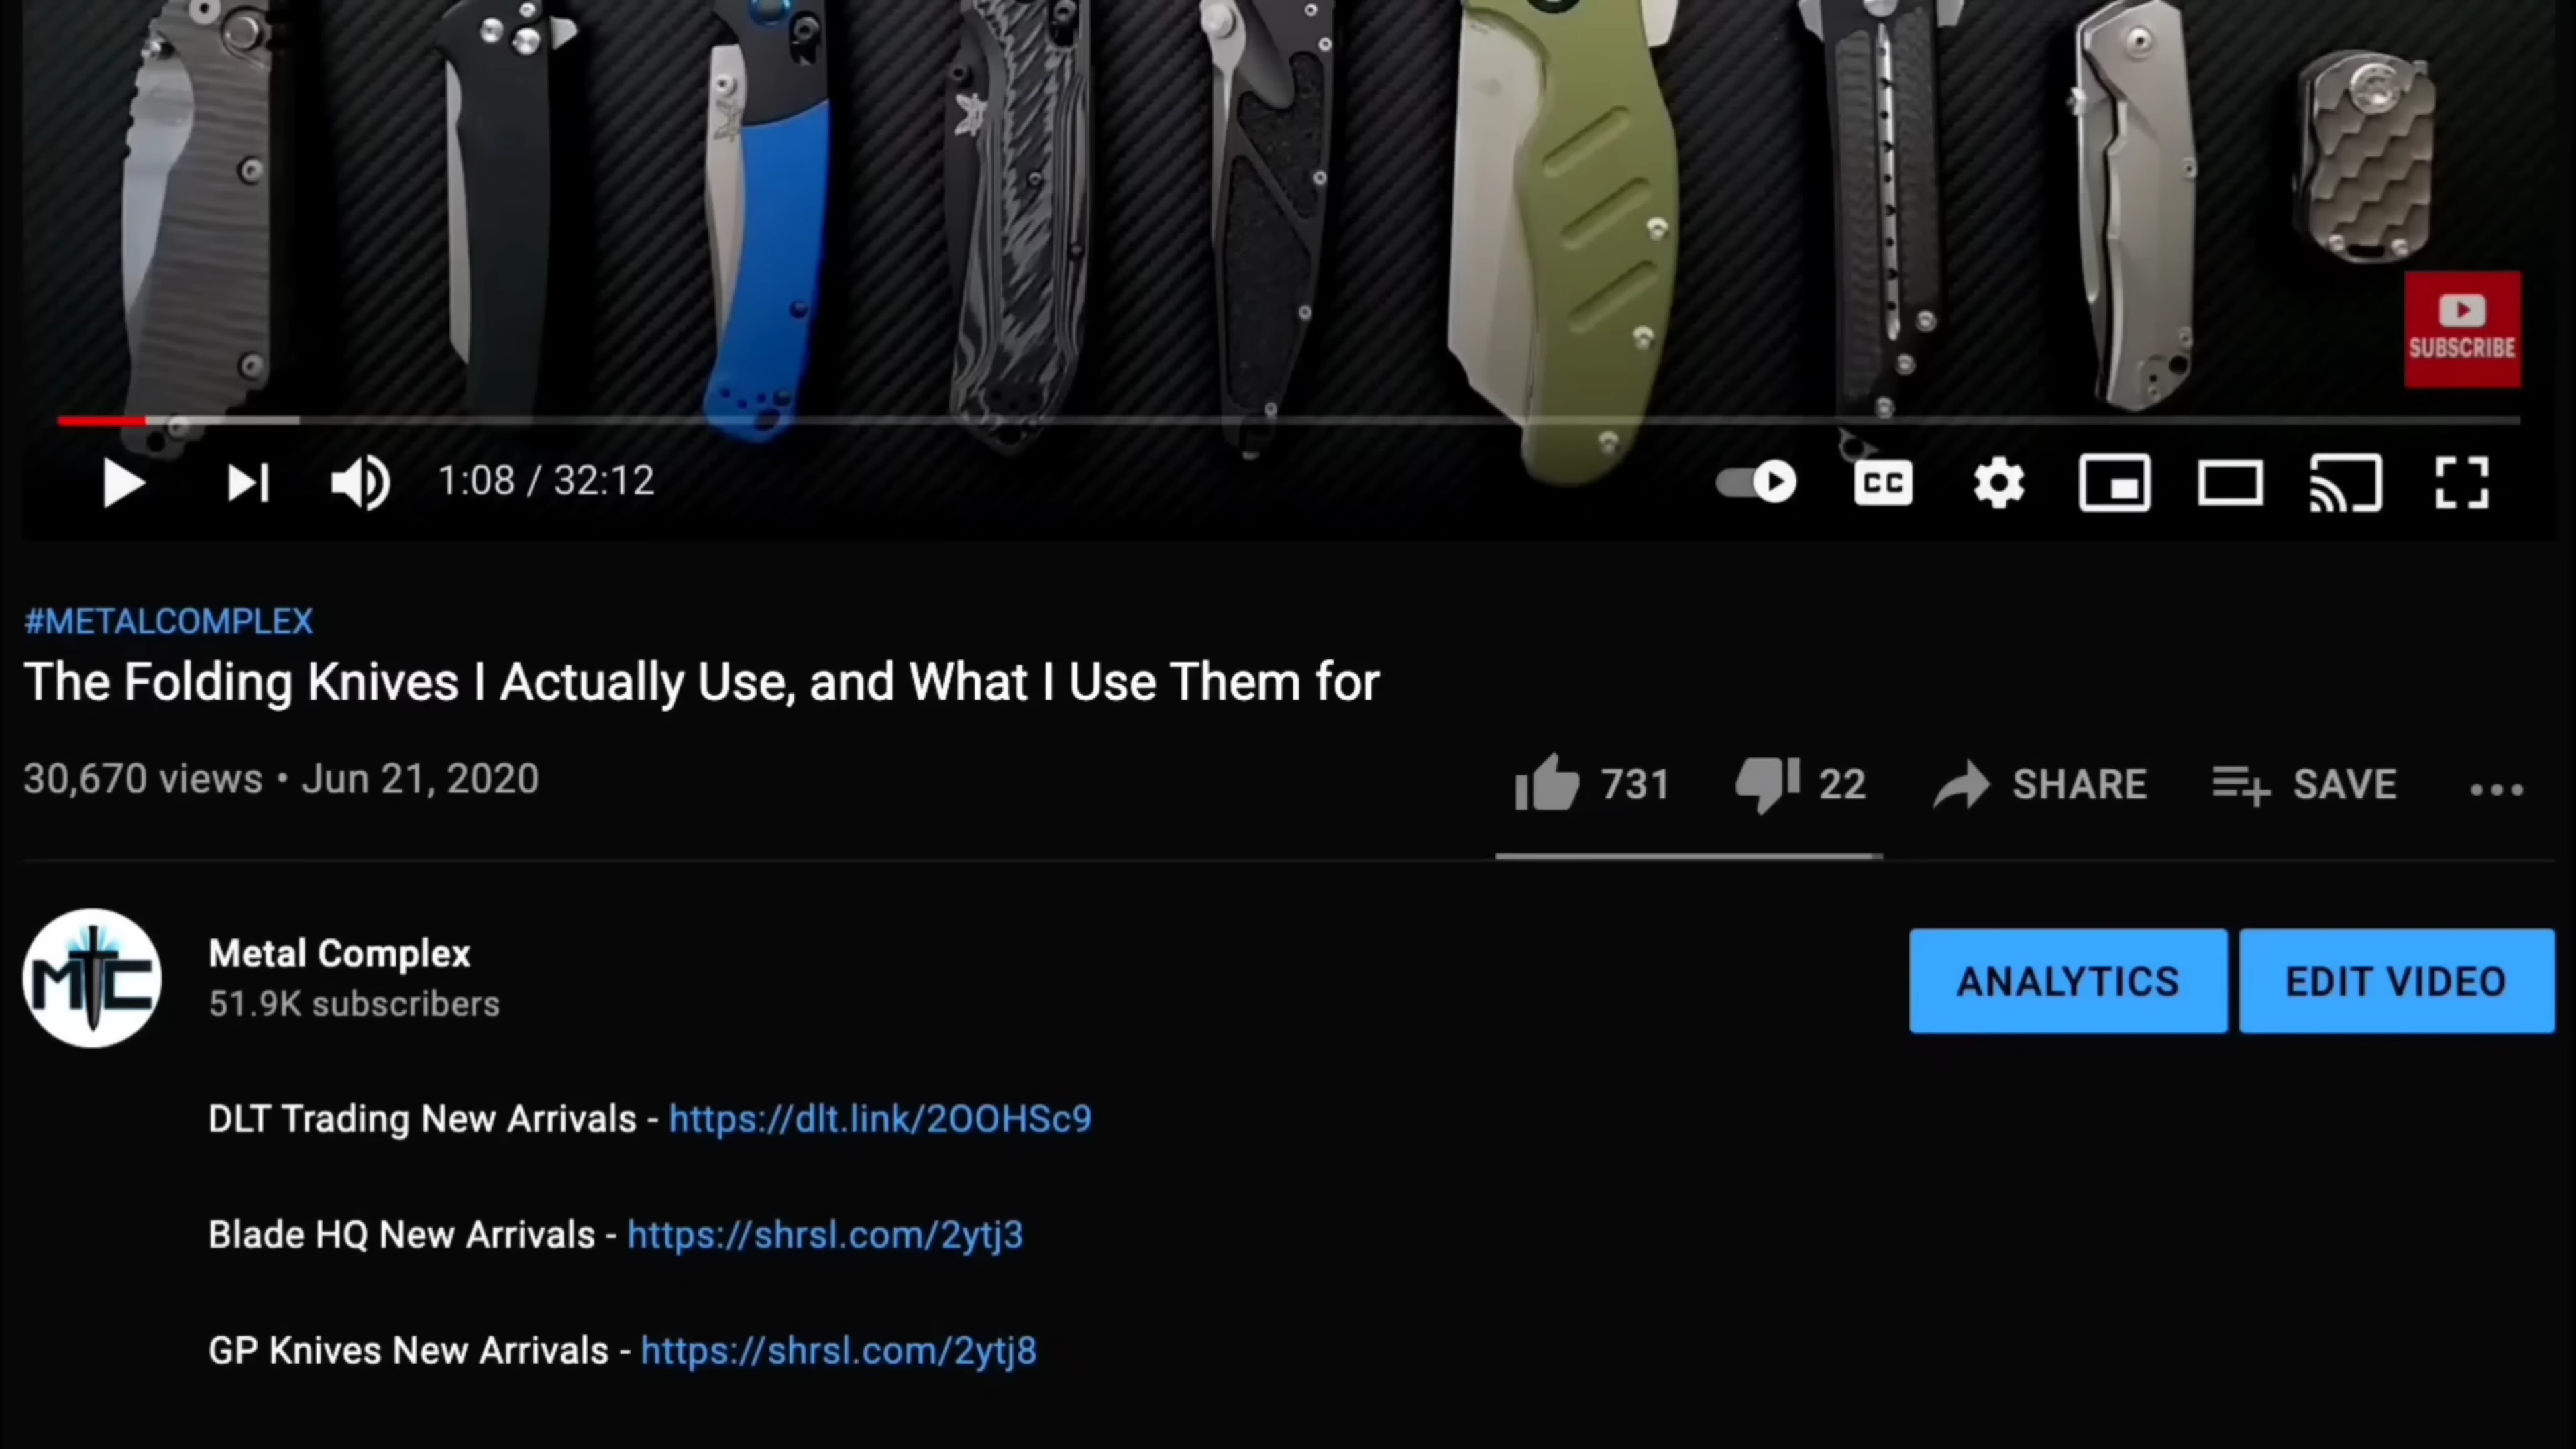 SUBSCRIBE
1:08 / 32:12
CC
#METALCOMPLEX
The Folding Knives I Actually Use, and What I Use Them for
30,670 views • Jun 21, 2020
731
22
SHARE
SAVE
MTC
Metal Complex
51.9K subscribers
ANALYTICS
EDIT VIDEO
DLT Trading New Arrivals - https://dlt.link/2OOHSc9
Blade HQ New Arrivals - https://shrsl.com/2ytj3
GP Knives New Arrivals - https://shrsl.com/2ytj8